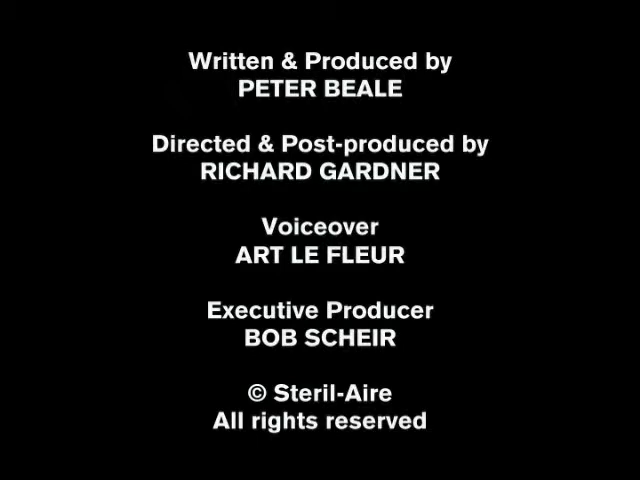 Written & Produced by
PETER BEALE
Directed & Post-produced by
RICHARD GARDNER
Voiceover
ART LE FLEUR
Executive Producer
BOB SCHEIR
© Steril-Aire
All rights reserved